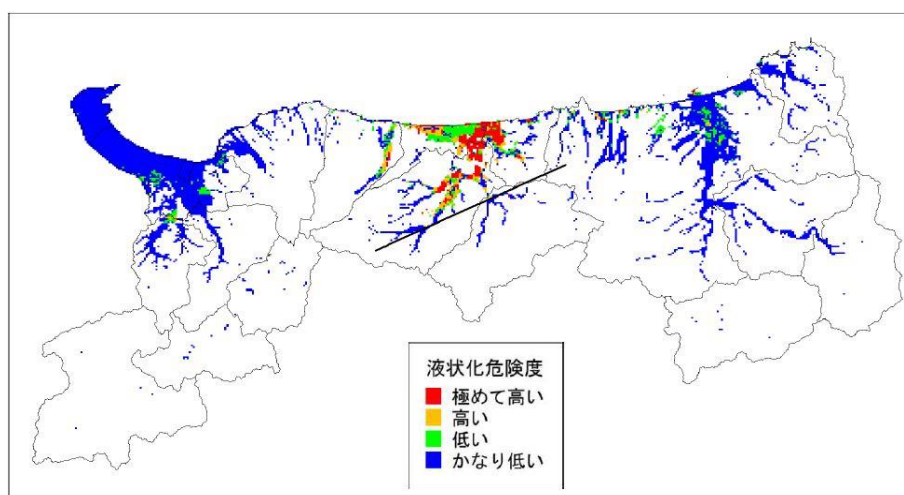 液状化危険度
極めて高い
高い
低い
かなり低い